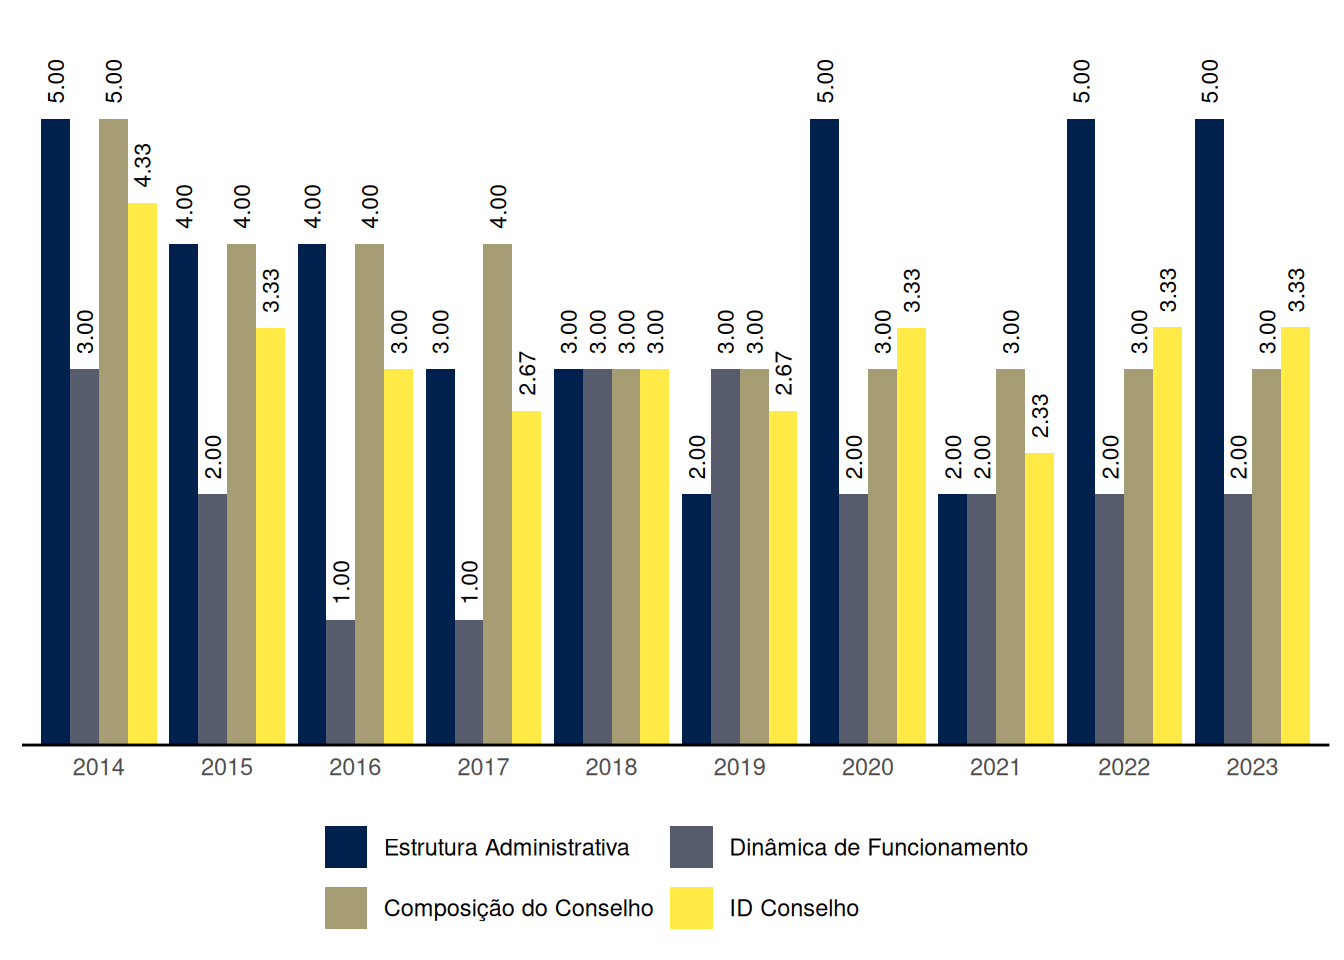 5.00 3.00 5.00 4.33 4.00 2.00 4.00 3.33 4.00 1.00 4.00 3.00 3.00 1.00 4.00 2.67 3.00 3.00 3.00 3.00 2.00 3.00 3.00 2.67 5.00 2.00 3.00 3.33 2.00 2.00 3.00 2.33 5.00 2.00 3.00 3.33 5.00 2.00 3.00 3.33
2014 2015 2016 2017 2018 2019 2020 2021 2022 2023
Estrutura Administrativa Dinâmica de Funcionamento
Composição do Conselho ID Conselho